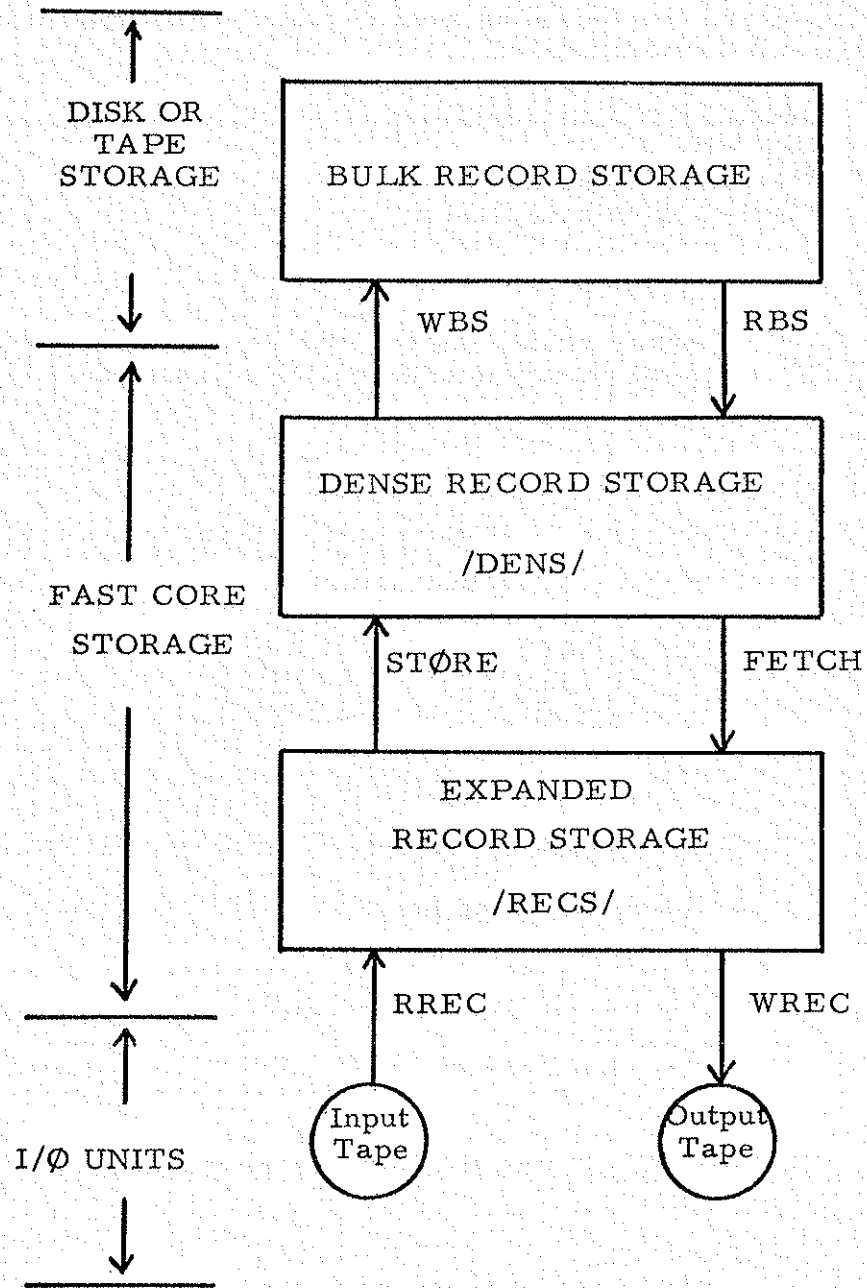 DISK OR
TAPE
STORAGE
BULK RECORD STORAGE
WBS
RBS
DENSE RECORD STORAGE
/DENS/
FAST CORE
STORAGE
STØRE
FETCH
EXPANDED
RECORD STORAGE
/RECS/
RREC
WREC
Input
Tape
Output
Tape
I/Ø UNITS